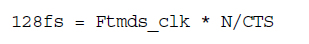 128fs = Ftmds_clk * N/CTS